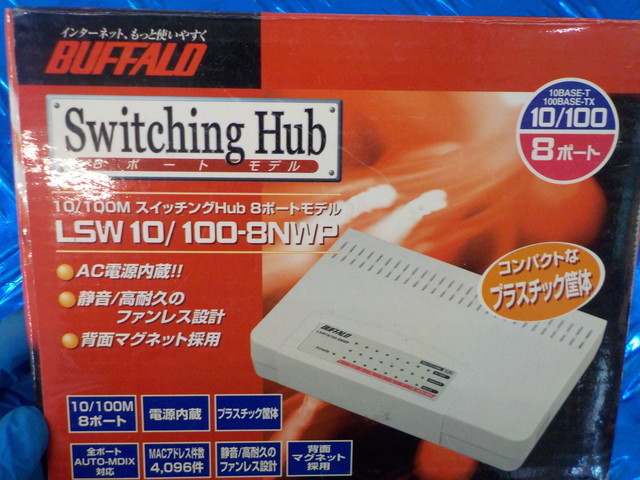 インターネット、もっと使いやすく
BUFFALO
Switching Hub
8 ポート モデル
10BASE-T
100BASE-TX
10/100
8ポート
10/100M スイッチングHub 8ポートモデル
LSW10/100-8NWP
AC電源内蔵!!
静音/高耐久の
ファンレス設計
背面マグネット採用
コンパクトな
プラスチック筐体
BUFFALO
10/100M
8ポート
電源内蔵
プラスチック筐体
全ポート
AUTO-MDIX
対応
MACアドレス件数
4,096件
静音/高耐久の
ファンレス設計
背面
マグネット
採用